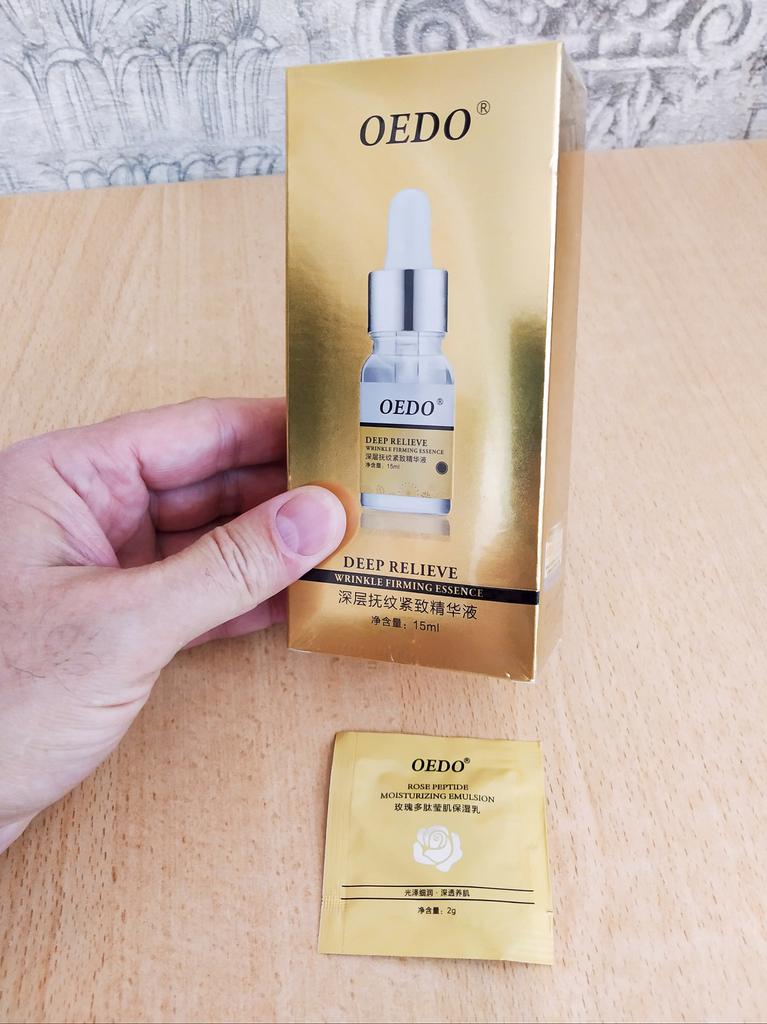 OEDO®
OEDO®
DEEP RELIEVE
WRINKLE FIRMING ESSENCE
深层抚纹紧致精华液
净含量：15ml
DEEP RELIEVE
WRINKLE FIRMING ESSENCE
深层抚纹紧致精华液
净含量：15ml
OEDO®
ROSE PEPTIDE
MOISTURIZING EMULSION
玫瑰多肽莹肌保湿乳
光泽细润·深透养肌
净含量：2g